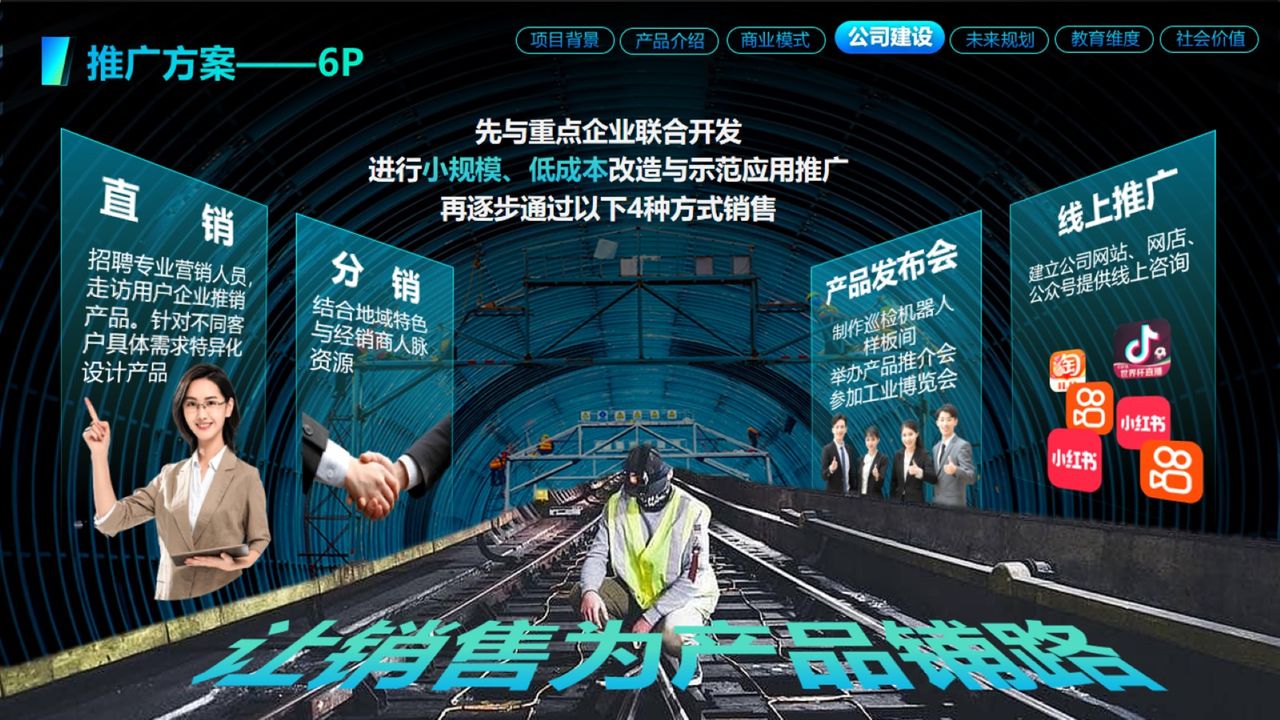 推广方案——6P
项目背景
产品介绍
商业模式
公司建设
未来规划
教育维度
社会价值
先与重点企业联合开发
进行小规模、低成本改造与示范应用推广
再逐步通过以下4种方式销售
直 销
招聘专业营销人员,
走访用户企业推销
产品。针对不同客
户具体需求特异化
设计产品
分 销
结合地域特色
与经销商人脉
资源
产品发布会
制作巡检机器人
样板间
举办产品推介会
参加工业博览会
线上推广
建立公司网站、网店、
公众号提供线上咨询
淘
世界杯直播
小红书
小红书
让销售为产品铺路